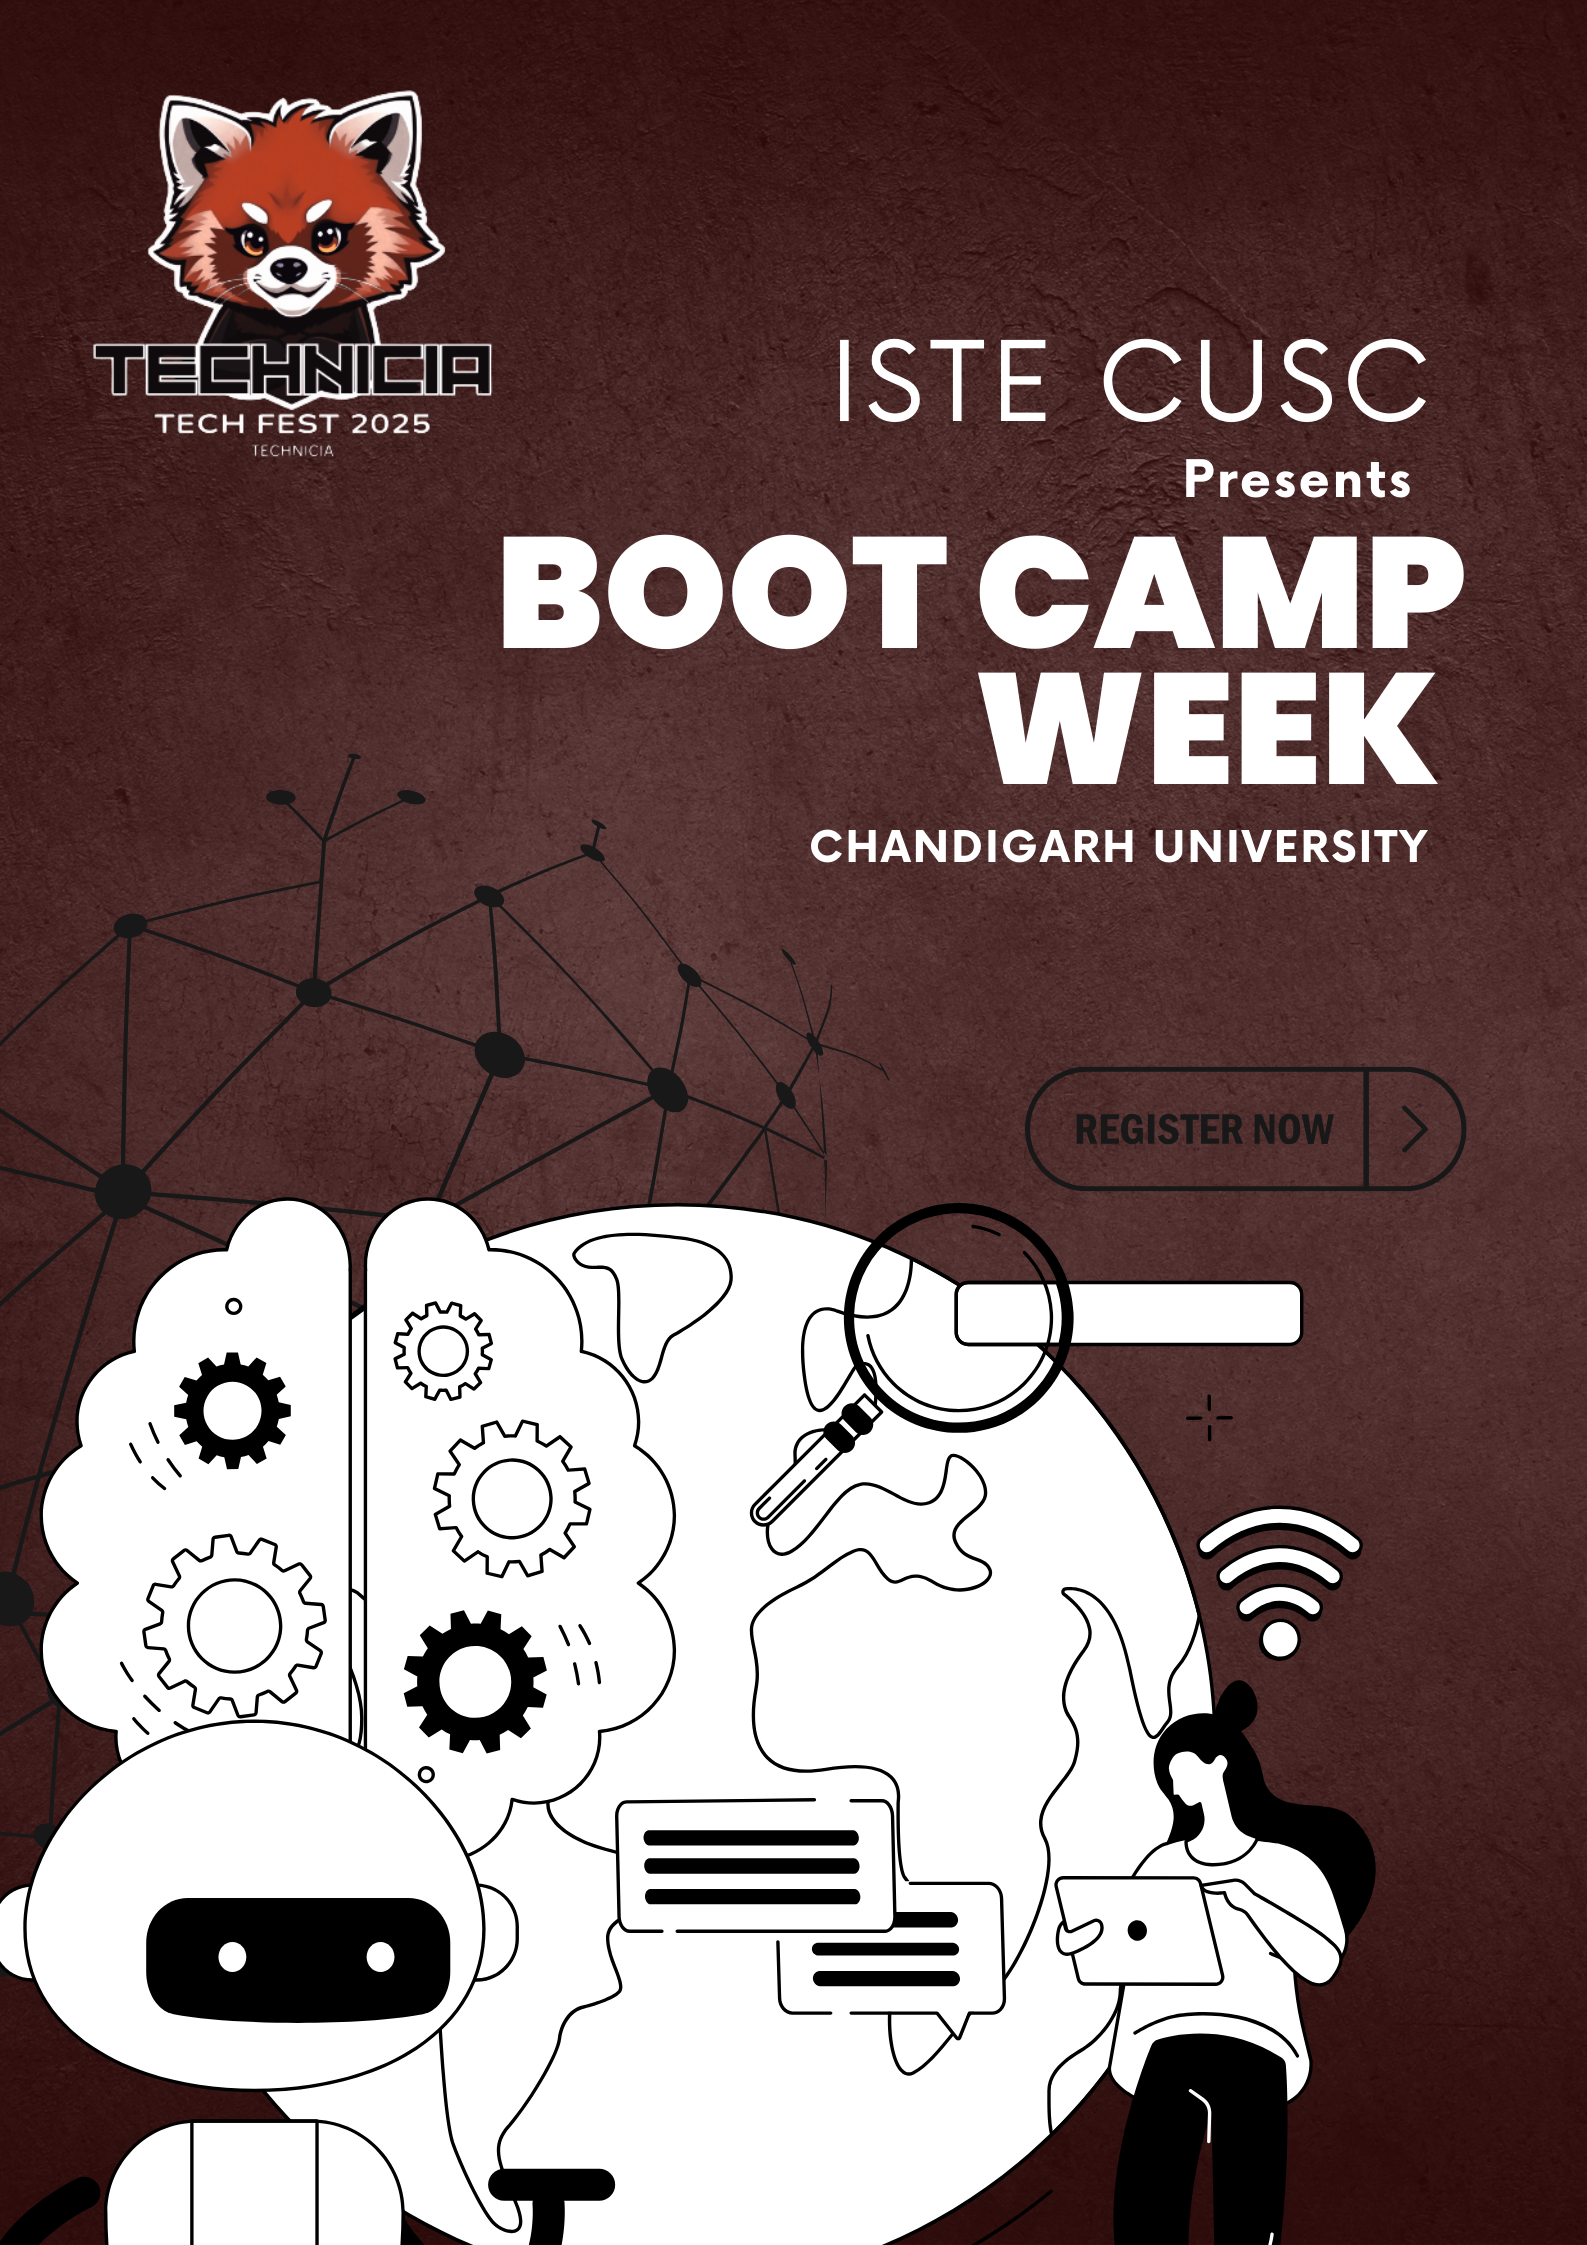 TECHNICIA
TECH FEST 2025
TECHNICIA
ISTE CUSC
Presents
BOOT CAMP
WEEK
CHANDIGARH UNIVERSITY
REGISTER NOW